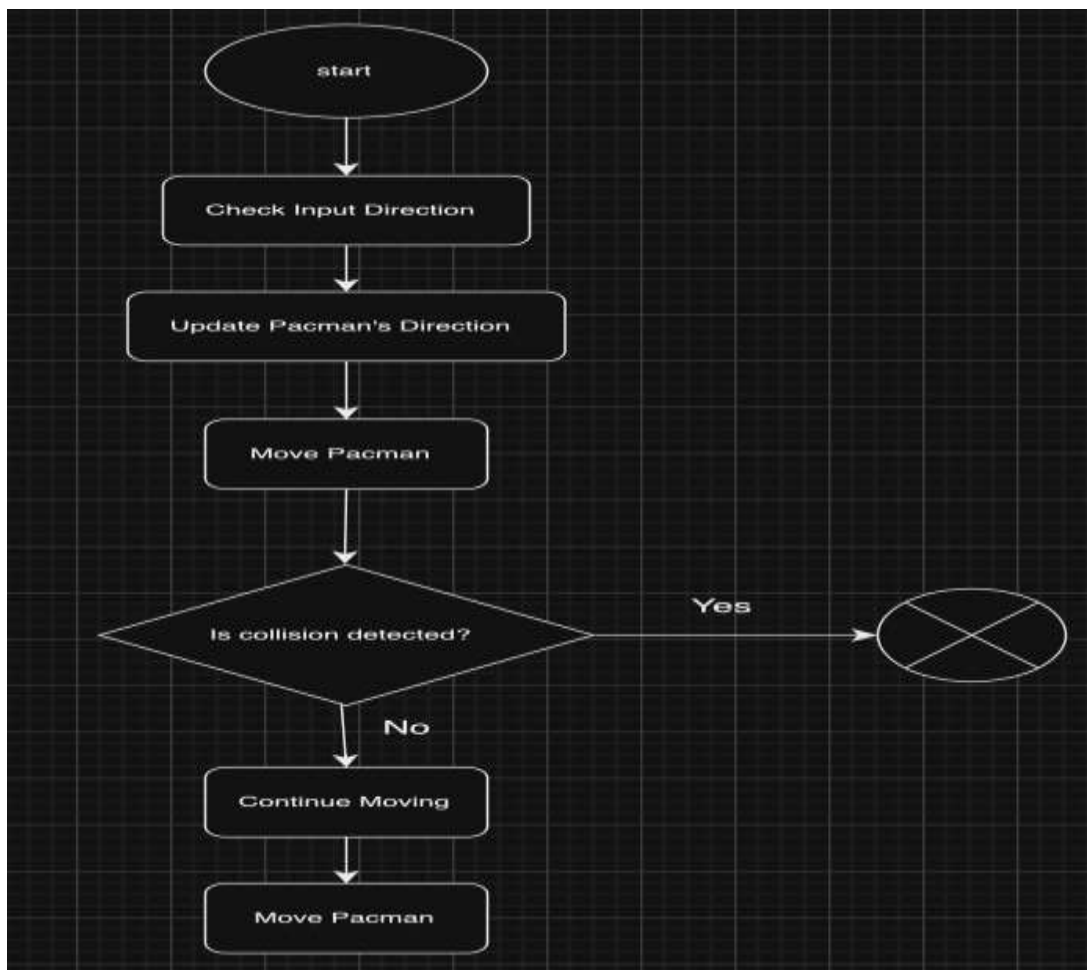 start
Check Input Direction
Update Pacman's Direction
Move Pacman
Is collision detected?
Yes
No
Continue Moving
Move Pacman